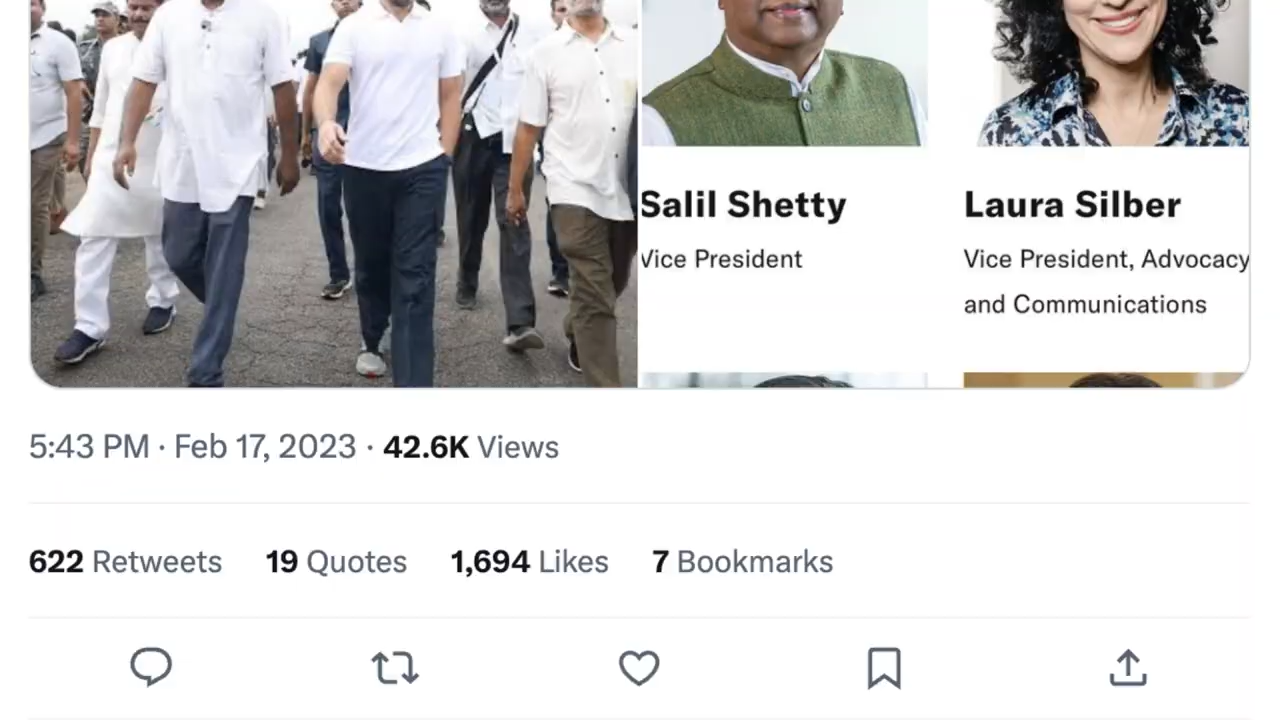 Salil Shetty
Vice President
Laura Silber
Vice President, Advocacy
and Communications
5:43 PM · Feb 17, 2023 · 42.6K Views
622 Retweets 19 Quotes 1,694 Likes 7 Bookmarks